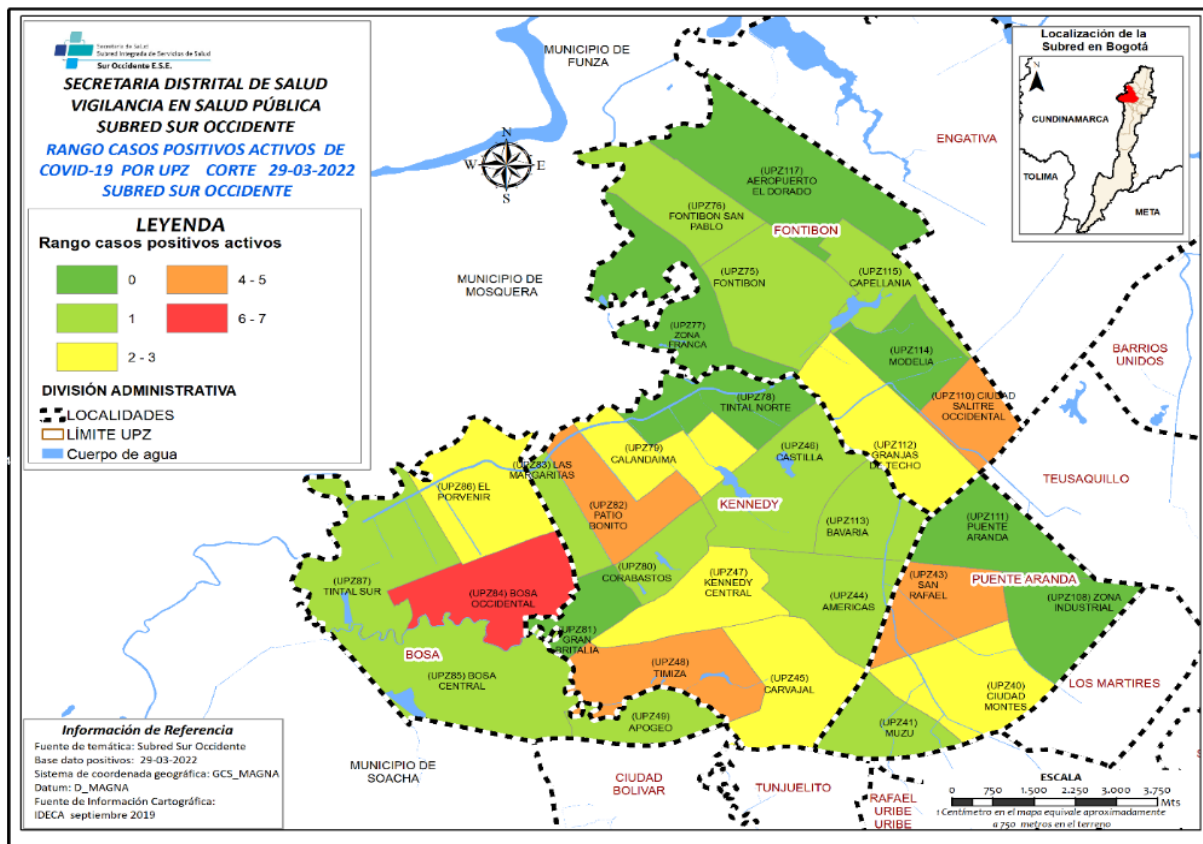 Secretaría de Salud
Subred Integrada de Servicios de Salud
Sur Occidente E.S.E.
SECRETARIA DISTRITAL DE SALUD
VIGILANCIA EN SALUD PÚBLICA
SUBRED SUR OCCIDENTE
RANGO CASOS POSITIVOS ACTIVOS DE
COVID-19 POR UPZ CORTE 29-03-2022
SUBRED SUR OCCIDENTE
LEYENDA
Rango casos positivos activos
0
4 - 5
1
6 - 7
2 - 3
DIVISIÓN ADMINISTRATIVA
LOCALIDADES
LÍMITE UPZ
Cuerpo de agua
MUNICIPIO DE
FUNZA
N
W
E
S
Localización de la
Subred en Bogotá
N
CUNDINAMARCA
TOLIMA
META
ENGATIVA
(UPZ117)
AEROPUERTO
EL DORADO
(UPZ76)
FONTIBON SAN
PABLO
FONTIBON
MUNICIPIO DE
MOSQUERA
(UPZ75)
FONTIBON
(UPZ115)
CAPELLANIA
(UPZ77)
ZONA
FRANCA
(UPZ114)
MODELIA
BARRIOS
UNIDOS
(UPZ78)
TINTAL NORTE
(UPZ110) CIUDAD
SALITRE
OCCIDENTAL
(UPZ79)
CALANDAIMA
(UPZ46)
CASTILLA
(UPZ112)
GRANJAS
DE TECHO
(UPZ83) LAS
MARGARITAS
(UPZ86) EL
PORVENIR
TEUSAQUILLO
(UPZ82)
PATIO
BONITO
KENNEDY
(UPZ113)
BAVARIA
(UPZ111)
PUENTE
ARANDA
(UPZ80)
CORABASTOS
(UPZ47)
KENNEDY
CENTRAL
(UPZ43)
SAN
RAFAEL
PUENTE ARANDA
(UPZ87)
TINTAL SUR
(UPZ84) BOSA
OCCIDENTAL
(UPZ44)
AMERICAS
(UPZ108) ZONA
INDUSTRIAL
(UPZ81)
GRAN
BRITALIA
BOSA
(UPZ48)
TIMIZA
(UPZ85) BOSA
CENTRAL
(UPZ45)
CARVAJAL
(UPZ40)
CIUDAD
MONTES
LOS MARTIRES
(UPZ49)
APOGEO
(UPZ41)
MUZU
Información de Referencia
Fuente de temática: Subred Sur Occidente
Base dato positivos: 29-03-2022
Sistema de coordenada geográfica: GCS_MAGNA
Datum: D_MAGNA
Fuente de Información Cartográfica:
IDECA septiembre 2019
MUNICIPIO DE
SOACHA
CIUDAD
BOLIVAR
TUNJUELITO
RAFAEL
URIBE
URIBE
S
ESCALA
0 750 1.500 2.250 3.000 3.750
Mts
1 Centímetro en el mapa equivale aproximadamente
a 750 metros en el terreno